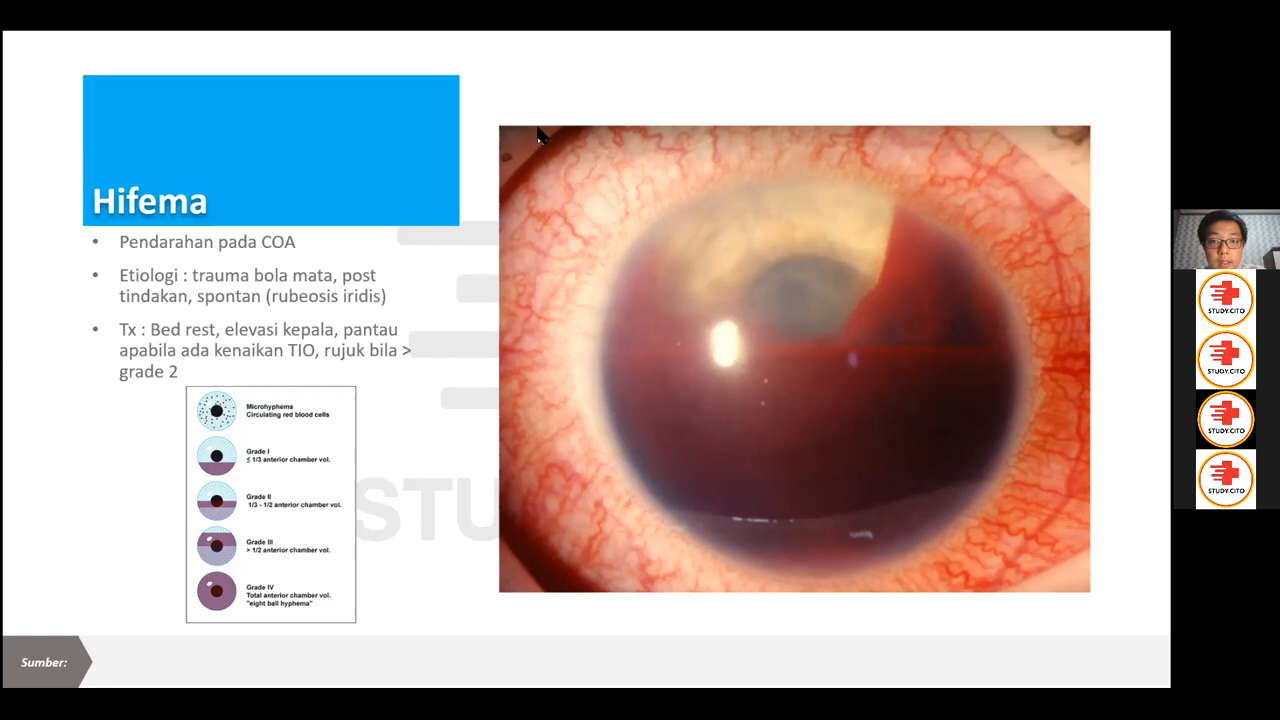 Hifema
• Pendarahan pada COA
• Etiologi : trauma bola mata, post
tindakan, spontan (rubeosis iridis)
• Tx : Bed rest, elevasi kepala, pantau
apabila ada kenaikan TIO, rujuk bila >
grade 2
Microhyphema
Circulating red blood cells
Grade I
≤ 1/3 anterior chamber vol.
Grade II
1/3 - 1/2 anterior chamber vol.
Grade III
> 1/2 anterior chamber vol.
Grade IV
Total anterior chamber vol.
"eight ball hyphema"
STU
Sumber:
STUDY.CITO
STUDY.CITO
STUDY.CITO
STUDY.CITO